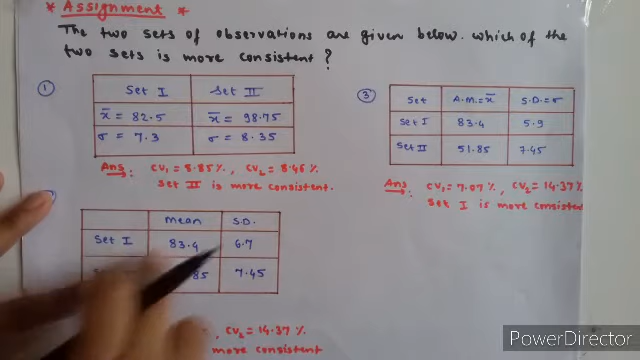 * Assignment *
The two sets of observations are given below. which of the
two sets is more consistent?
①
Set I Set II
x̄ = 82.5 x̄ = 98.75
σ = 7.3 σ = 8.35
Ans: CV₁ = 8.85%, CV₂ = 8.46%
Set II is more consistent.
Mean S.D.
Set I 83.4 6.7
85 7.45
, CV₂ = 14.37%
more consistent
③
Set A.M. = x̄ S.D. = σ
Set I 83.4 5.9
Set II 51.85 7.45
Ans: CV₁ = 7.07%, CV₂ = 14.37%
Set I is more consistent
PowerDirector